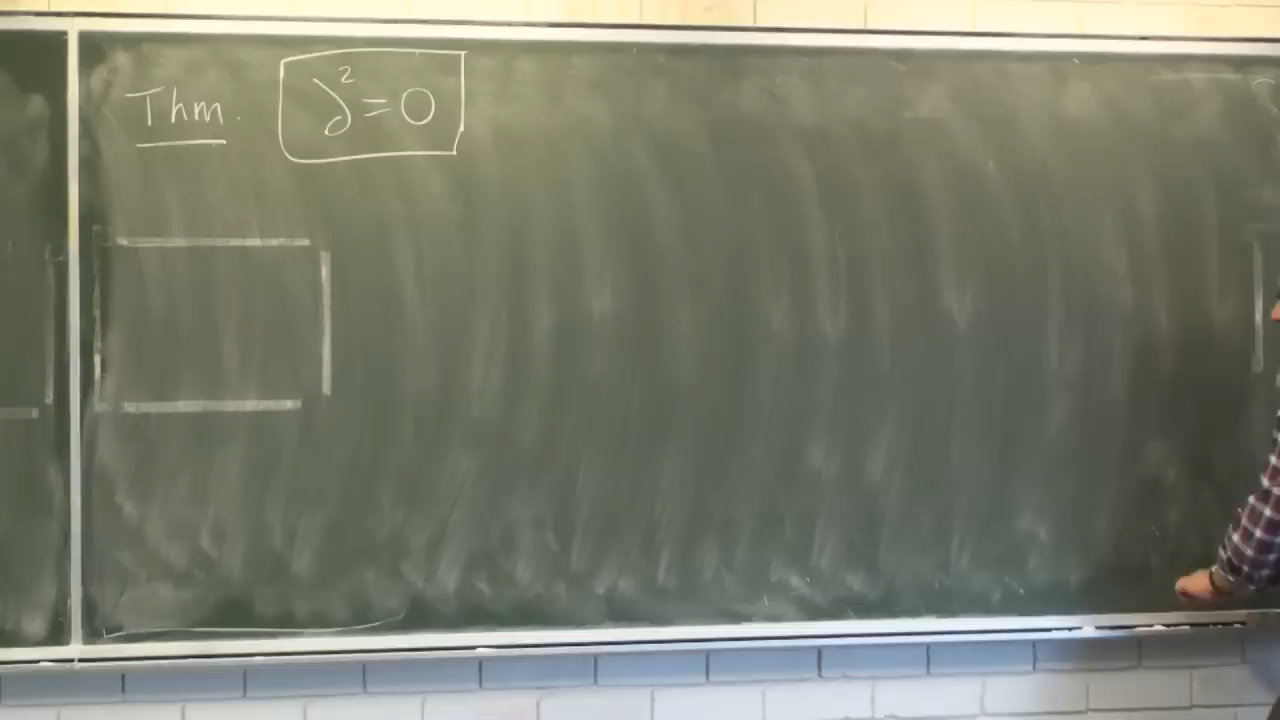 Thm. ∂² = 0